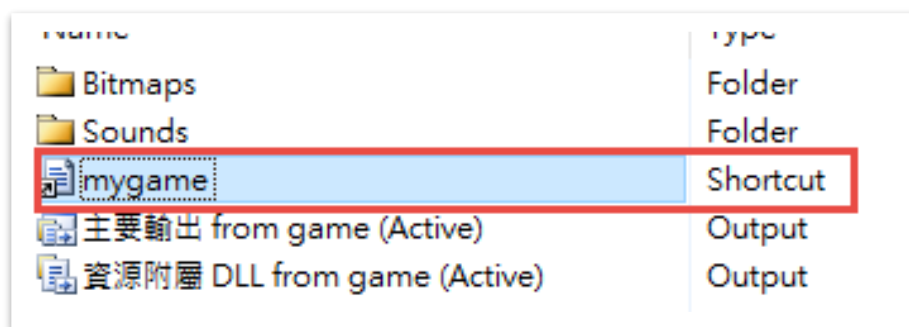 Name Type
Bitmaps Folder
Sounds Folder
mygame Shortcut
主要輸出 from game (Active) Output
資源附屬 DLL from game (Active) Output